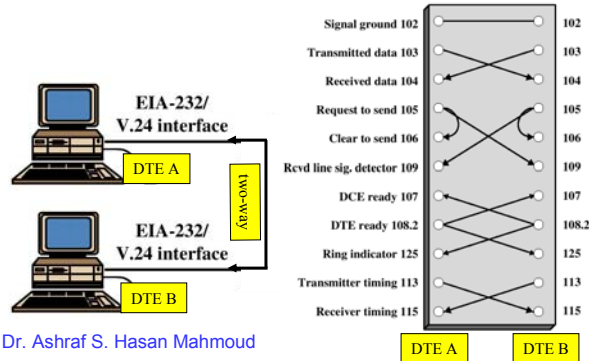 EIA-232/
V.24 interface
DTE A
two-way
EIA-232/
V.24 interface
DTE B
Dr. Ashraf S. Hasan Mahmoud
Signal ground 102 102
Transmitted data 103 103
Received data 104 104
Request to send 105 105
Clear to send 106 106
Rcvd line sig. detector 109 109
DCE ready 107 107
DTE ready 108.2 108.2
Ring indicator 125 125
Transmitter timing 113 113
Receiver timing 115 115
DTE A DTE B